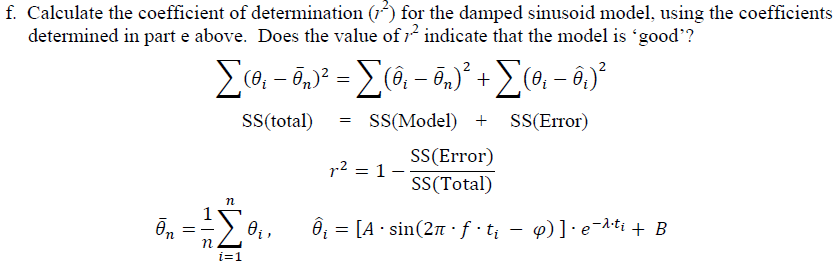 f. Calculate the coefficient of determination (r²) for the damped sinusoid model, using the coefficients
determined in part e above. Does the value of r² indicate that the model is ‘good’?
∑(θᵢ − θ̄ₙ)² = ∑(θ̂ᵢ − θ̄ₙ)² + ∑(θᵢ − θ̂ᵢ)²
SS(total) = SS(Model) + SS(Error)
r² = 1 − SS(Error) / SS(Total)
θ̄ₙ = 1/n ∑ᵢ₌₁ⁿ θᵢ , θ̂ᵢ = [A · sin(2π · f · tᵢ − φ)] · e^(−λ·tᵢ) + B